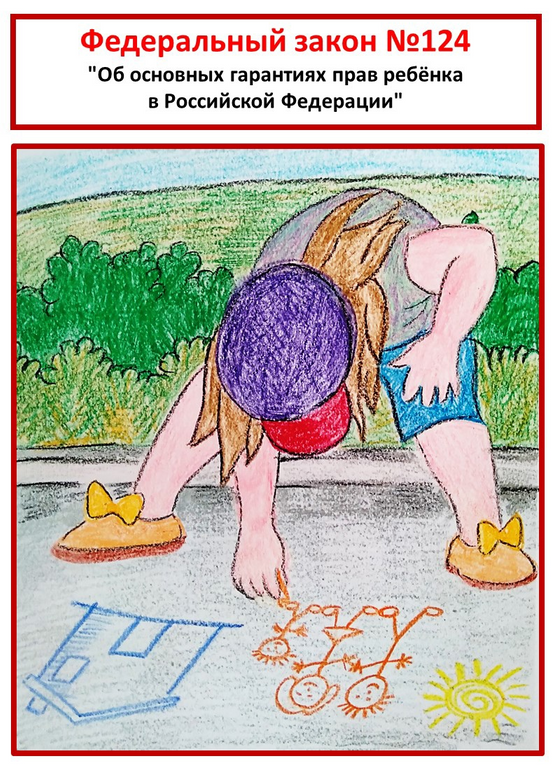 Федеральный закон №124
"Об основных гарантиях прав ребёнка
в Российской Федерации"